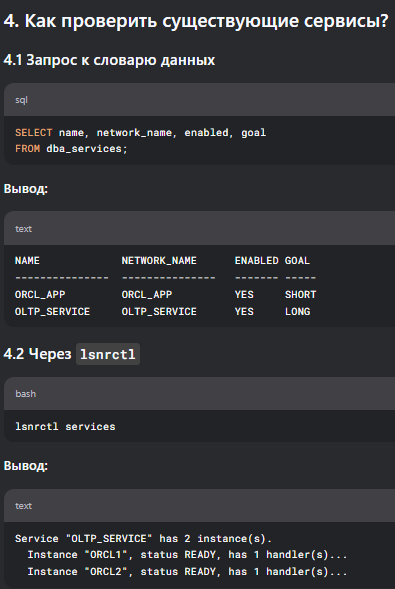 4. Как проверить существующие сервисы?
4.1 Запрос к словарю данных
sql
SELECT name, network_name, enabled, goal
FROM dba_services;
Вывод:
text
NAME            NETWORK_NAME    ENABLED GOAL
--------------- --------------- ------- -----
ORCL_APP        ORCL_APP        YES     SHORT
OLTP_SERVICE    OLTP_SERVICE    YES     LONG
4.2 Через lsnrctl
bash
lsnrctl services
Вывод:
text
Service "OLTP_SERVICE" has 2 instance(s).
  Instance "ORCL1", status READY, has 1 handler(s)...
  Instance "ORCL2", status READY, has 1 handler(s)...